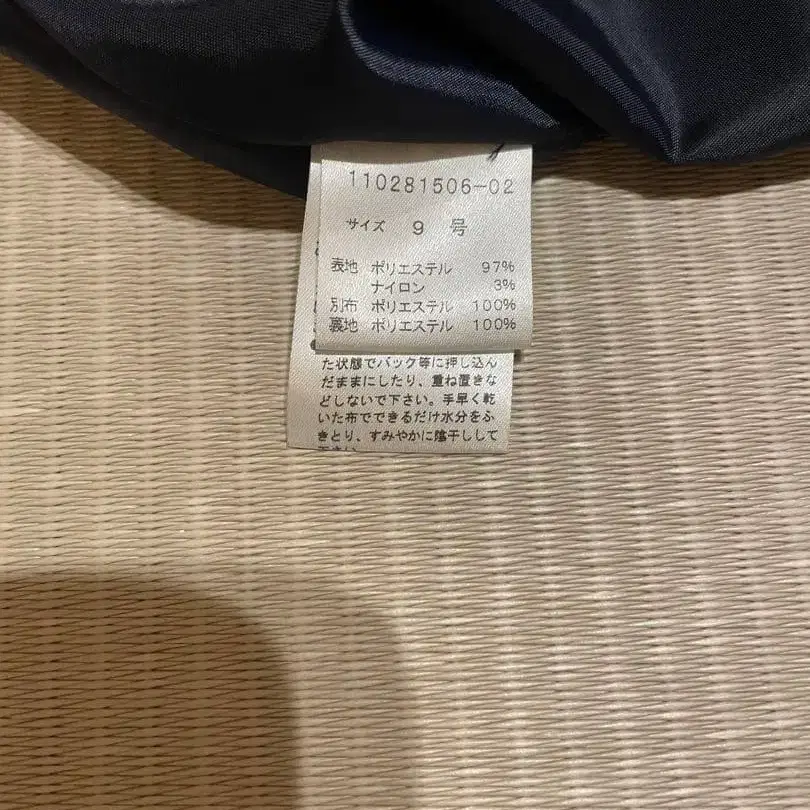 110281506-02
サイズ 9 号
表地 ポリエステル 97%
ナイロン 3%
別布 ポリエステル 100%
裏地 ポリエステル 100%
た状態でバック等に押し込ん
だままにしたり、重ね置きな
どしないで下さい。手早く乾
いた布でできるだけ水分をふ
きとり、すみやかに陰干しして
下さい